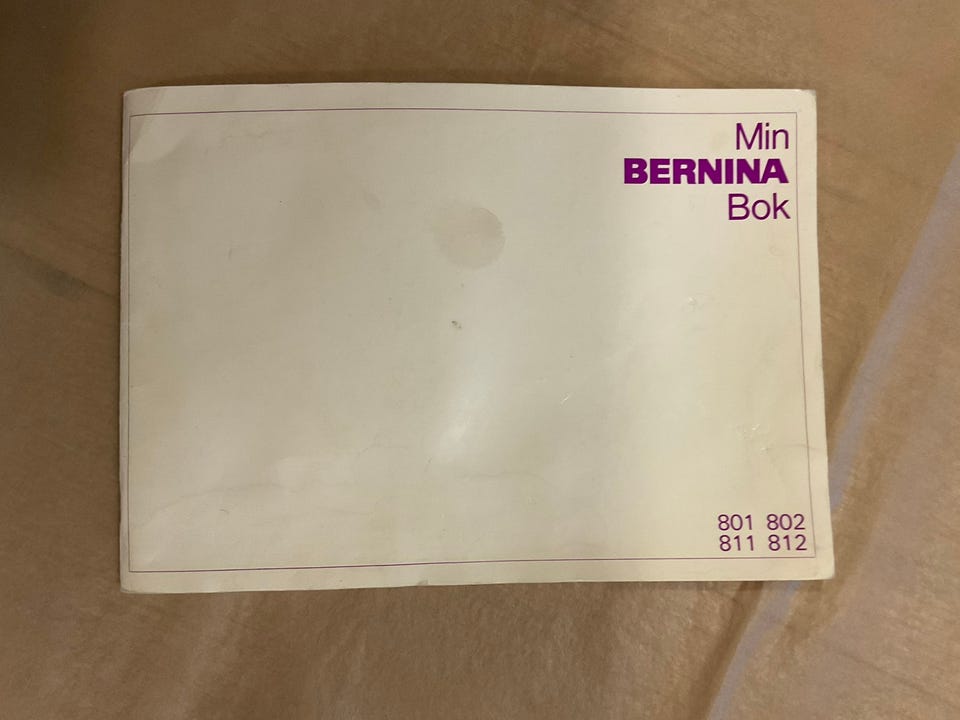 Min
BERNINA
Bok
801 802
811 812